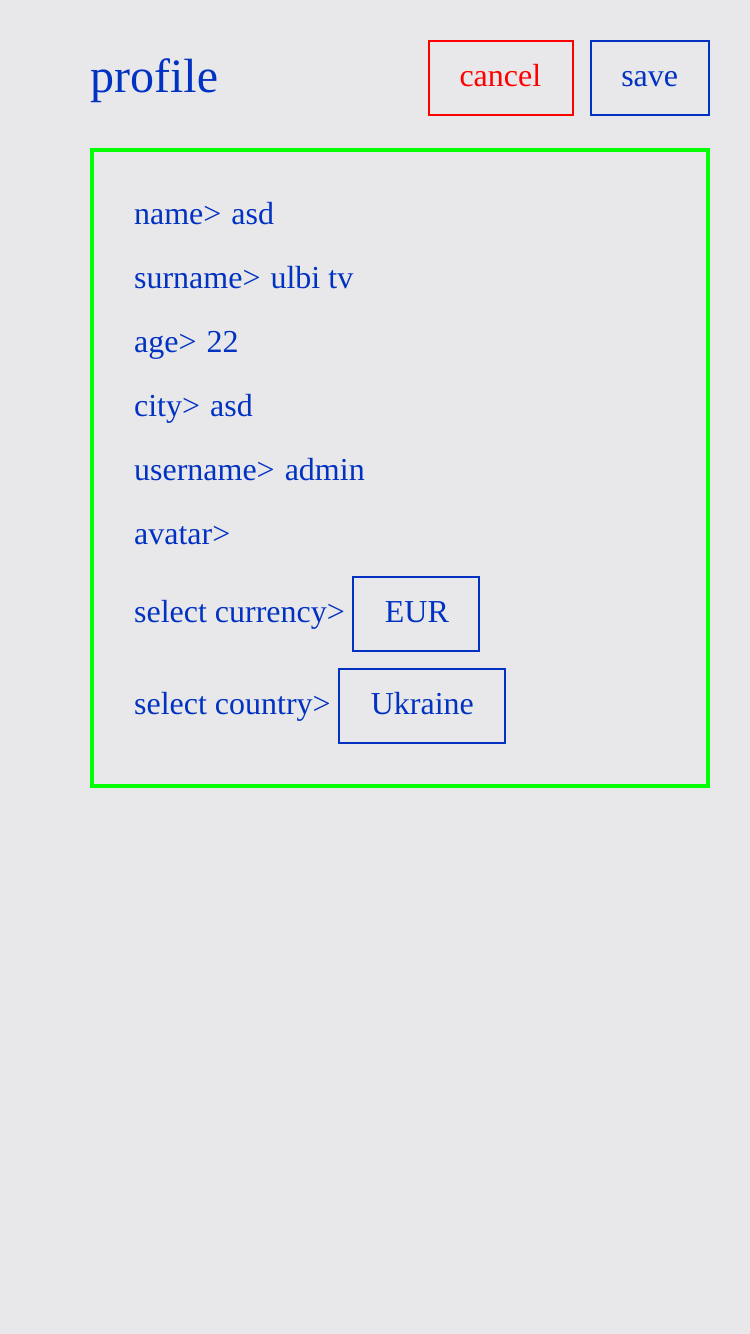 profile cancel save
name> asd
surname> ulbi tv
age> 22
city> asd
username> admin
avatar>
select currency> EUR
select country> Ukraine